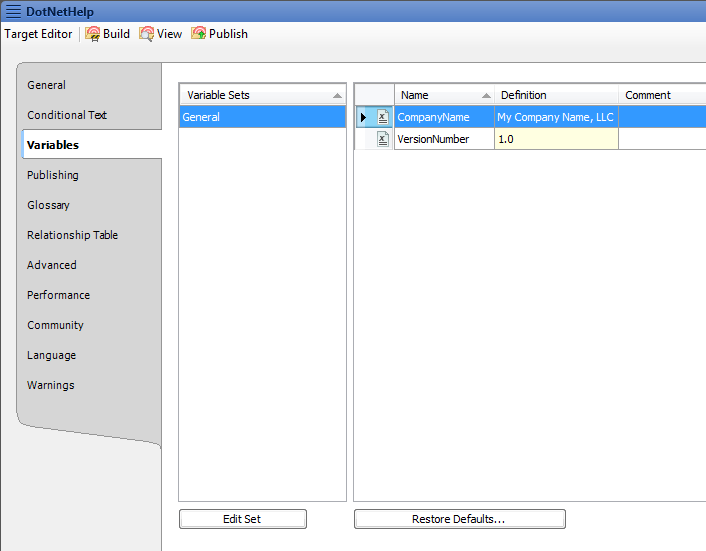 DotNetHelp
Target Editor Build View Publish
General
Conditional Text
Variables
Publishing
Glossary
Relationship Table
Advanced
Performance
Community
Language
Warnings
Variable Sets
General
Edit Set
Name Definition Comment
CompanyName My Company Name, LLC
VersionNumber 1.0
Restore Defaults...